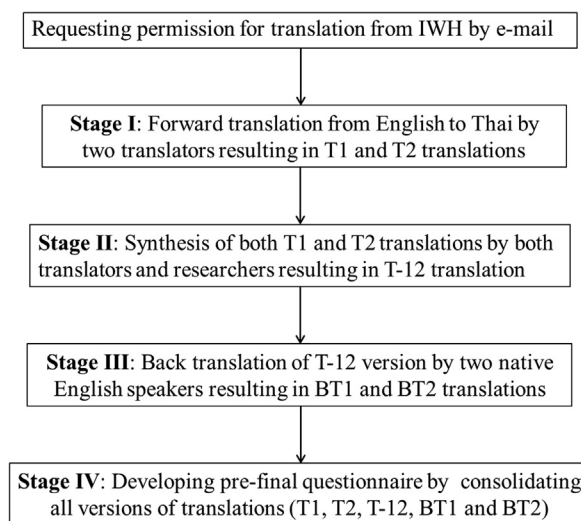 Requesting permission for translation from IWH by e-mail
Stage I: Forward translation from English to Thai by
two translators resulting in T1 and T2 translations
Stage II: Synthesis of both T1 and T2 translations by both
translators and researchers resulting in T-12 translation
Stage III: Back translation of T-12 version by two native
English speakers resulting in BT1 and BT2 translations
Stage IV: Developing pre-final questionnaire by consolidating
all versions of translations (T1, T2, T-12, BT1 and BT2)